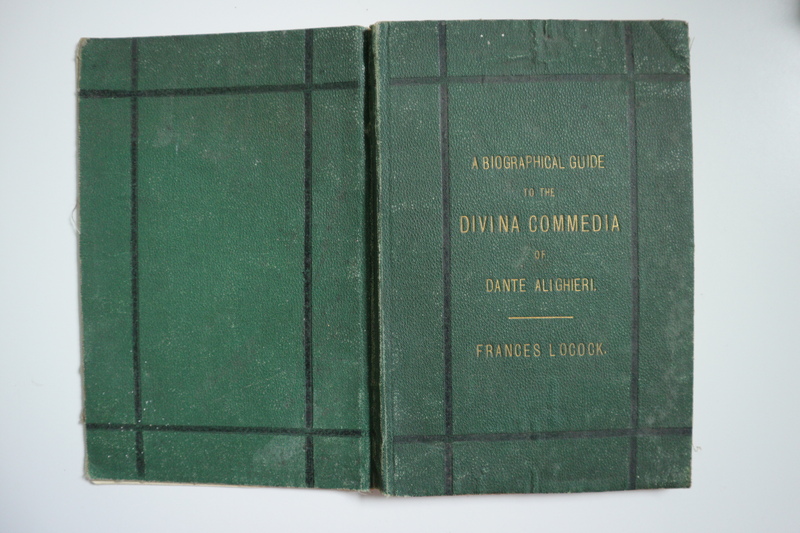 A BIOGRAPHICAL GUIDE
TO THE
DIVINA COMMEDIA
OF
DANTE ALIGHIERI.
FRANCES LOCOCK.